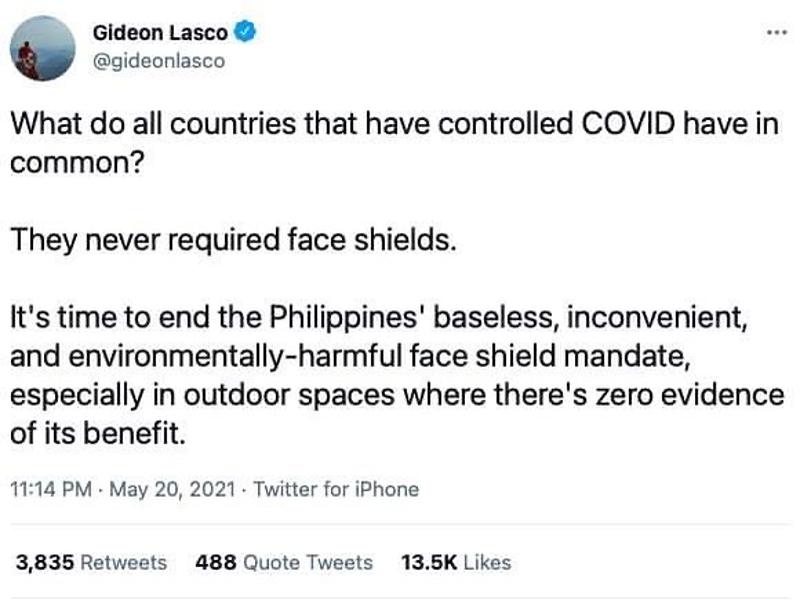 Gideon Lasco
@gideonlasco
What do all countries that have controlled COVID have in
common?
They never required face shields.
It's time to end the Philippines' baseless, inconvenient,
and environmentally-harmful face shield mandate,
especially in outdoor spaces where there's zero evidence
of its benefit.
11:14 PM · May 20, 2021 · Twitter for iPhone
3,835 Retweets 488 Quote Tweets 13.5K Likes